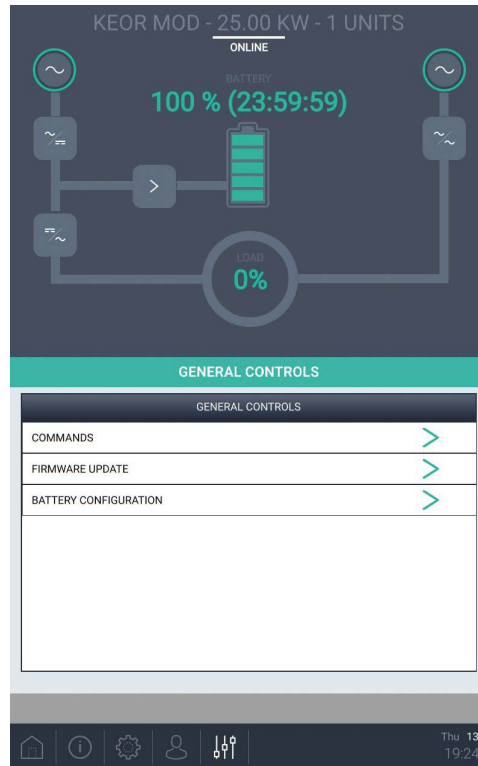 KEOR MOD - 25.00 KW - 1 UNITS
ONLINE
BATTERY
100 % (23:59:59)
LOAD
0%
GENERAL CONTROLS
GENERAL CONTROLS
COMMANDS
FIRMWARE UPDATE
BATTERY CONFIGURATION
Thu 13
19:24